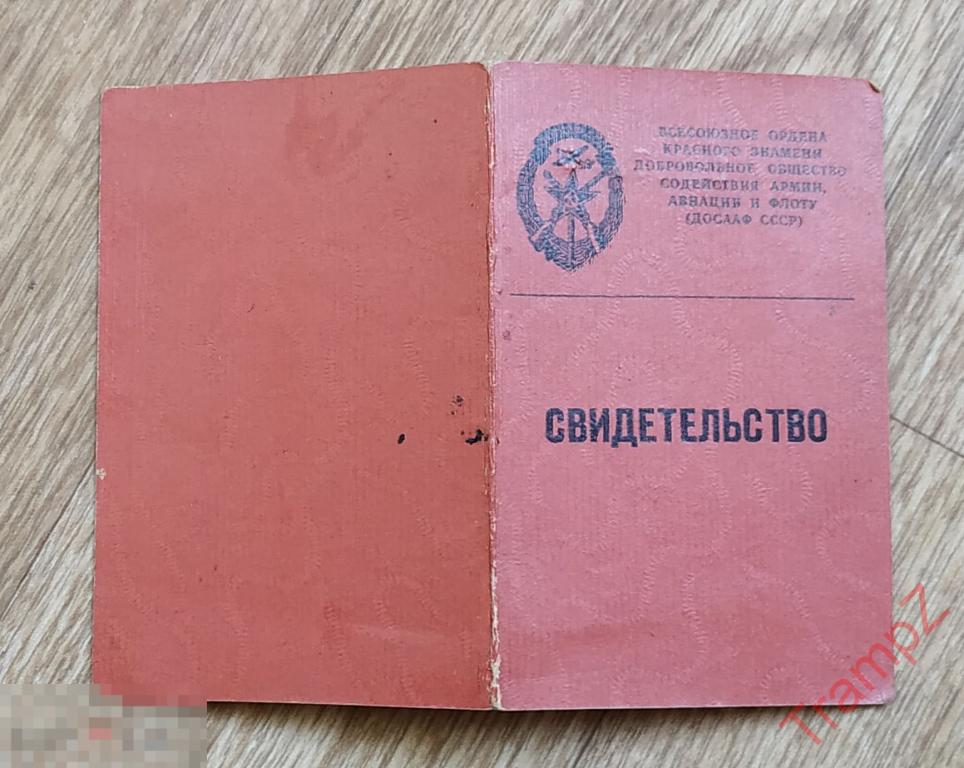 ВСЕСОЮЗНОЕ ОРДЕНА
КРАСНОГО ЗНАМЕНИ
ДОБРОВОЛЬНОЕ ОБЩЕСТВО
СОДЕЙСТВИЯ АРМИИ,
АВИАЦИИ И ФЛОТУ
(ДОСААФ СССР)
СВИДЕТЕЛЬСТВО
TrampZ